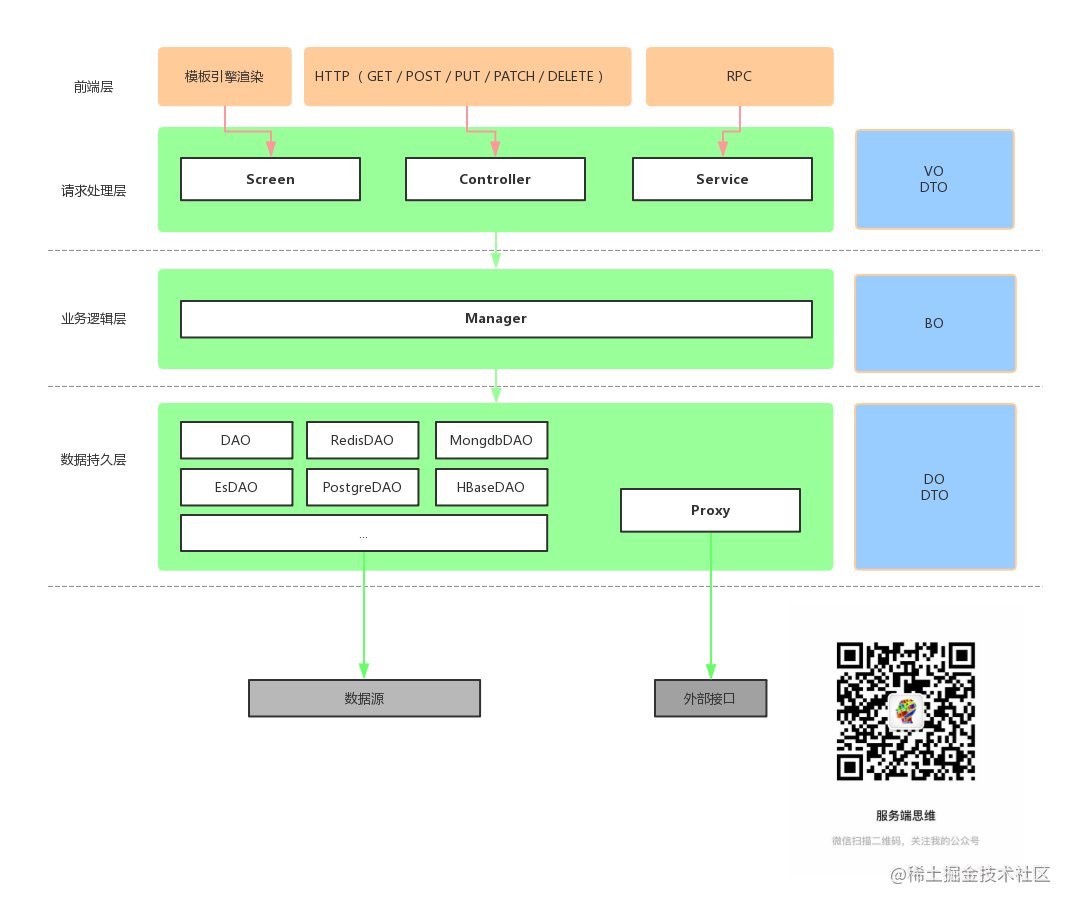 前端层
模板引擎渲染
HTTP（ GET / POST / PUT / PATCH / DELETE ）
RPC
请求处理层
Screen
Controller
Service
VO
DTO
业务逻辑层
Manager
BO
数据持久层
DAO
RedisDAO
MongdbDAO
EsDAO
PostgreDAO
HBaseDAO
...
Proxy
DO
DTO
数据源
外部接口
服务端思维
微信扫描二维码，关注我的公众号
@稀土掘金技术社区